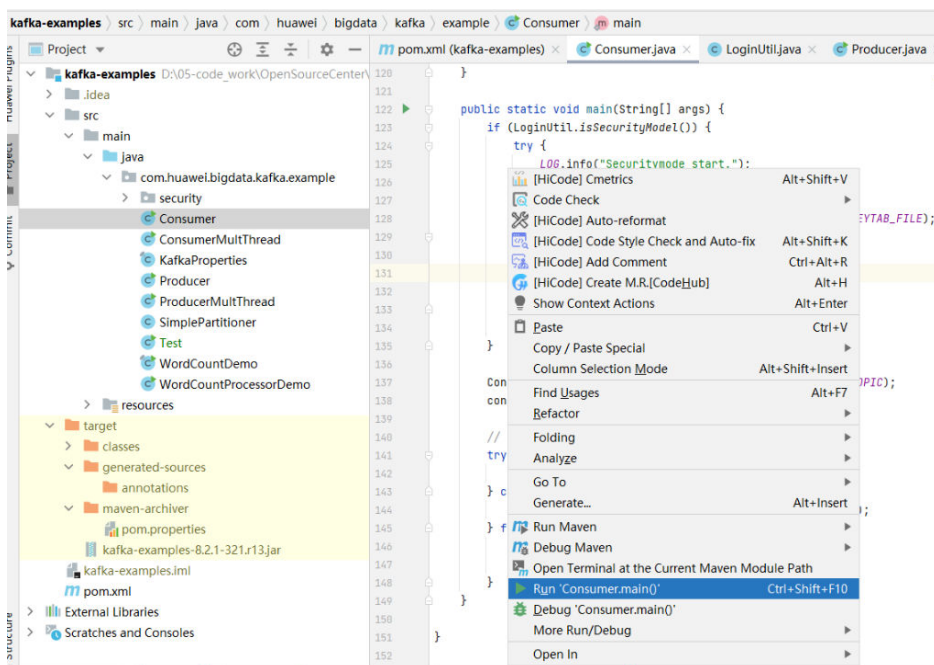 kafka-examples > src > main > java > com > huawei > bigdata > kafka > example > Consumer > main
Project
pom.xml (kafka-examples) Consumer.java LoginUtil.java Producer.java
Project
Commit
kafka-examples D:\05-code_work\OpenSourceCenter\
.idea
src
main
java
com.huawei.bigdata.kafka.example
security
Consumer
ConsumerMultThread
KafkaProperties
Producer
ProducerMultThread
SimplePartitioner
Test
WordCountDemo
WordCountProcessorDemo
resources
target
classes
generated-sources
annotations
maven-archiver
pom.properties
kafka-examples-8.2.1-321.r13.jar
kafka-examples.iml
pom.xml
External Libraries
Scratches and Consoles
120 }
121
122 public static void main(String[] args) {
123 if (LoginUtil.isSecurityModel()) {
124 try {
125 LOG.info("Securitymode start.");
126
127
128 EYTAB_FILE);
129
130
131
132
133
134
135 }
136
137 Con OPIC);
138 con
139
140 //
141 try
142
143 } c
144 );
145 } f
146
147
148 }
149 }
150
151 }
152
[HiCode] Cmetrics Alt+Shift+V
Code Check
[HiCode] Auto-reformat
[HiCode] Code Style Check and Auto-fix Alt+Shift+K
[HiCode] Add Comment Ctrl+Alt+R
[HiCode] Create M.R.[CodeHub] Alt+H
Show Context Actions Alt+Enter
Paste Ctrl+V
Copy / Paste Special
Column Selection Mode Alt+Shift+Insert
Find Usages Alt+F7
Refactor
Folding
Analyze
Go To
Generate... Alt+Insert
Run Maven
Debug Maven
Open Terminal at the Current Maven Module Path
Run 'Consumer.main()' Ctrl+Shift+F10
Debug 'Consumer.main()'
More Run/Debug
Open In